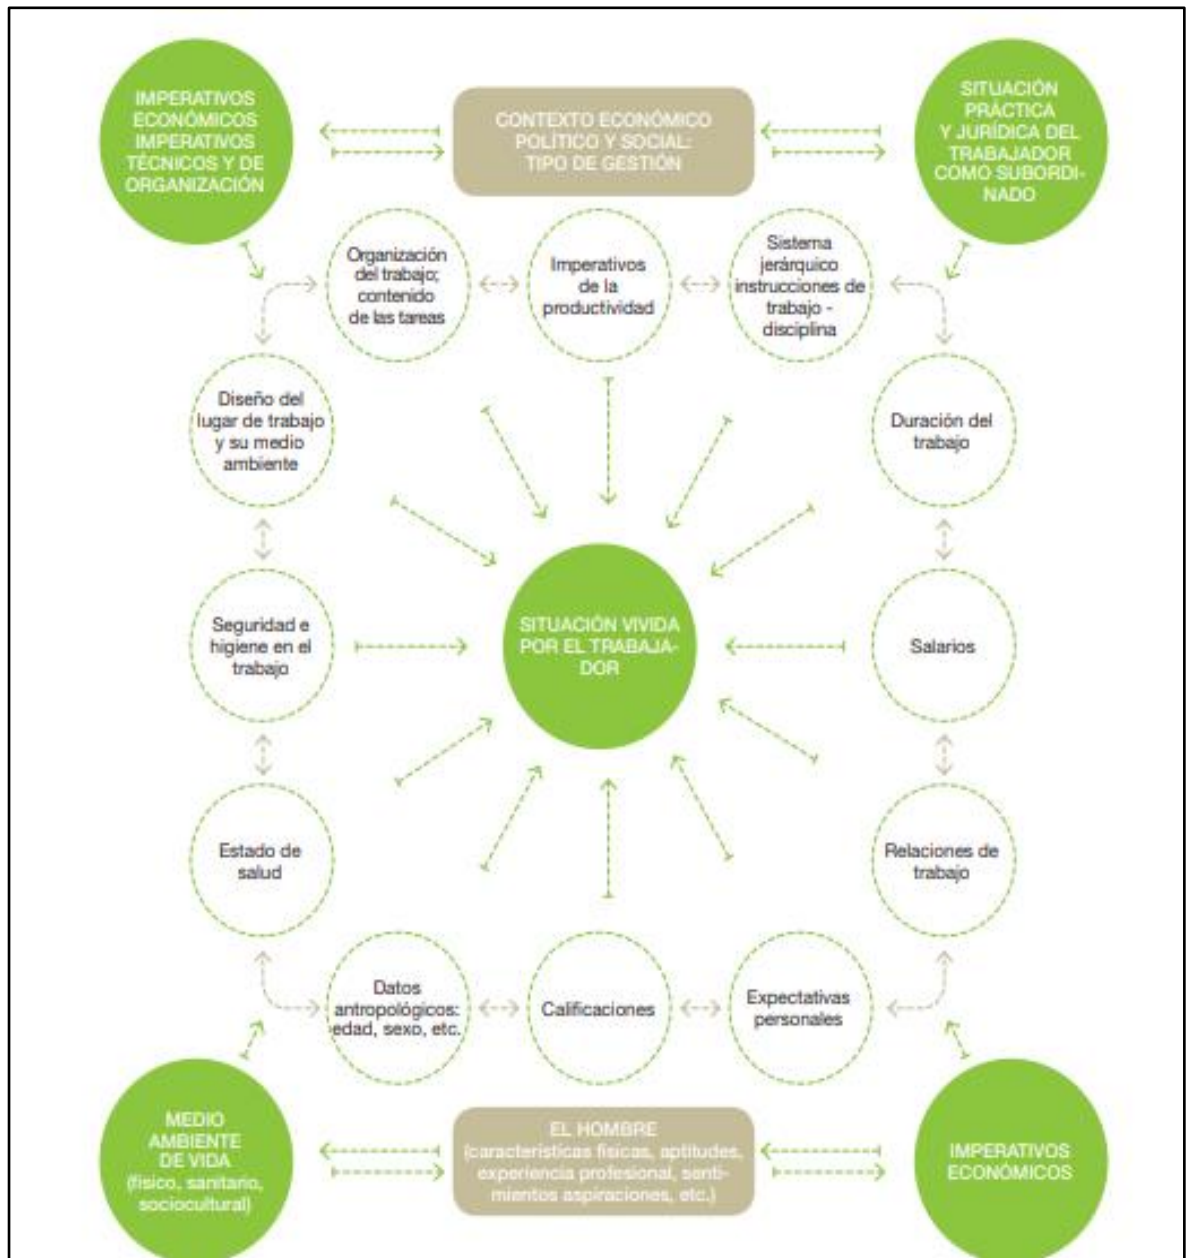 IMPERATIVOS
ECONÓMICOS
IMPERATIVOS
TÉCNICOS Y DE
ORGANIZACIÓN
CONTEXTO ECONÓMICO
POLÍTICO Y SOCIAL:
TIPO DE GESTIÓN
SITUACIÓN
PRÁCTICA
Y JURÍDICA DEL
TRABAJADOR
COMO SUBORDI-
NADO
Organización
del trabajo;
contenido
de las tareas
Imperativos
de la
productividad
Sistema
jerárquico
instrucciones de
trabajo -
disciplina
Diseño del
lugar de trabajo
y su medio
ambiente
Duración del
trabajo
Seguridad e
higiene en el
trabajo
SITUACIÓN VIVIDA
POR EL TRABAJA-
DOR
Salarios
Estado de
salud
Relaciones de
trabajo
Datos
antropológicos:
edad, sexo, etc.
Calificaciones
Expectativas
personales
MEDIO
AMBIENTE
DE VIDA
(físico, sanitario,
sociocultural)
EL HOMBRE
(características físicas, aptitudes,
experiencia profesional, senti-
mientos aspiraciones, etc.)
IMPERATIVOS
ECONÓMICOS